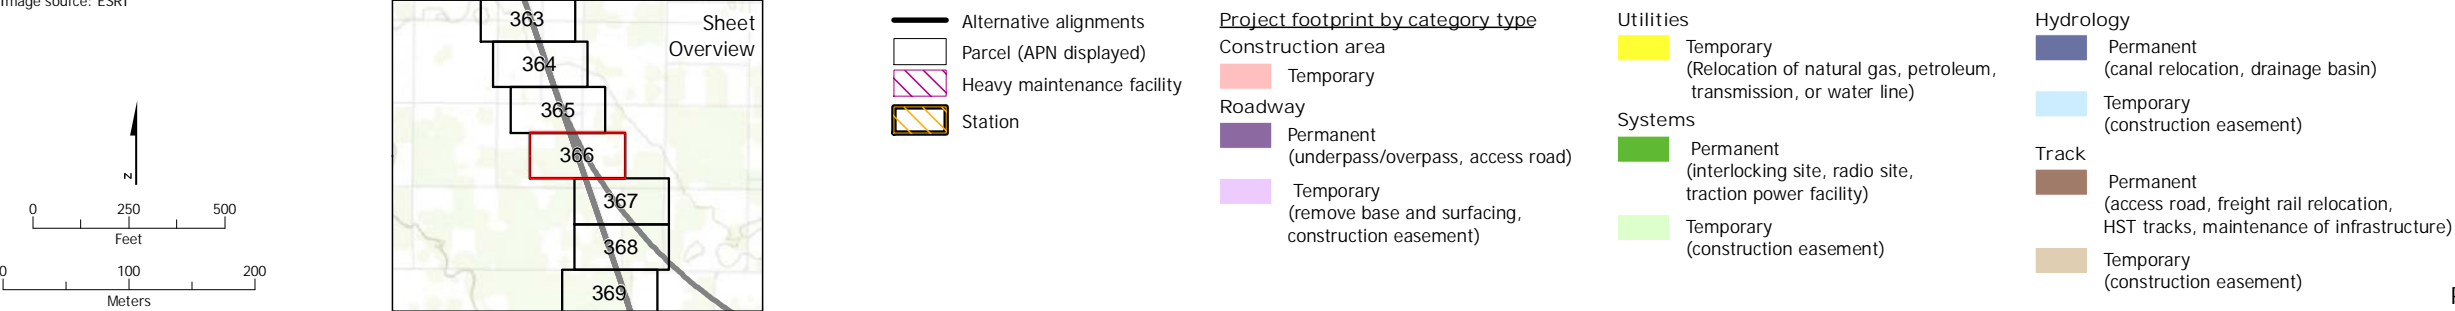 Image source: ESRI
N
0 250 500
Feet
0 100 200
Meters
Sheet
Overview
363
364
365
366
367
368
369
Alternative alignments
Parcel (APN displayed)
Heavy maintenance facility
Station
Project footprint by category type
Construction area
Temporary
Roadway
Permanent
(underpass/overpass, access road)
Temporary
(remove base and surfacing,
construction easement)
Utilities
Temporary
(Relocation of natural gas, petroleum,
transmission, or water line)
Systems
Permanent
(interlocking site, radio site,
traction power facility)
Temporary
(construction easement)
Hydrology
Permanent
(canal relocation, drainage basin)
Temporary
(construction easement)
Track
Permanent
(access road, freight rail relocation,
HST tracks, maintenance of infrastructure)
Temporary
(construction easement)